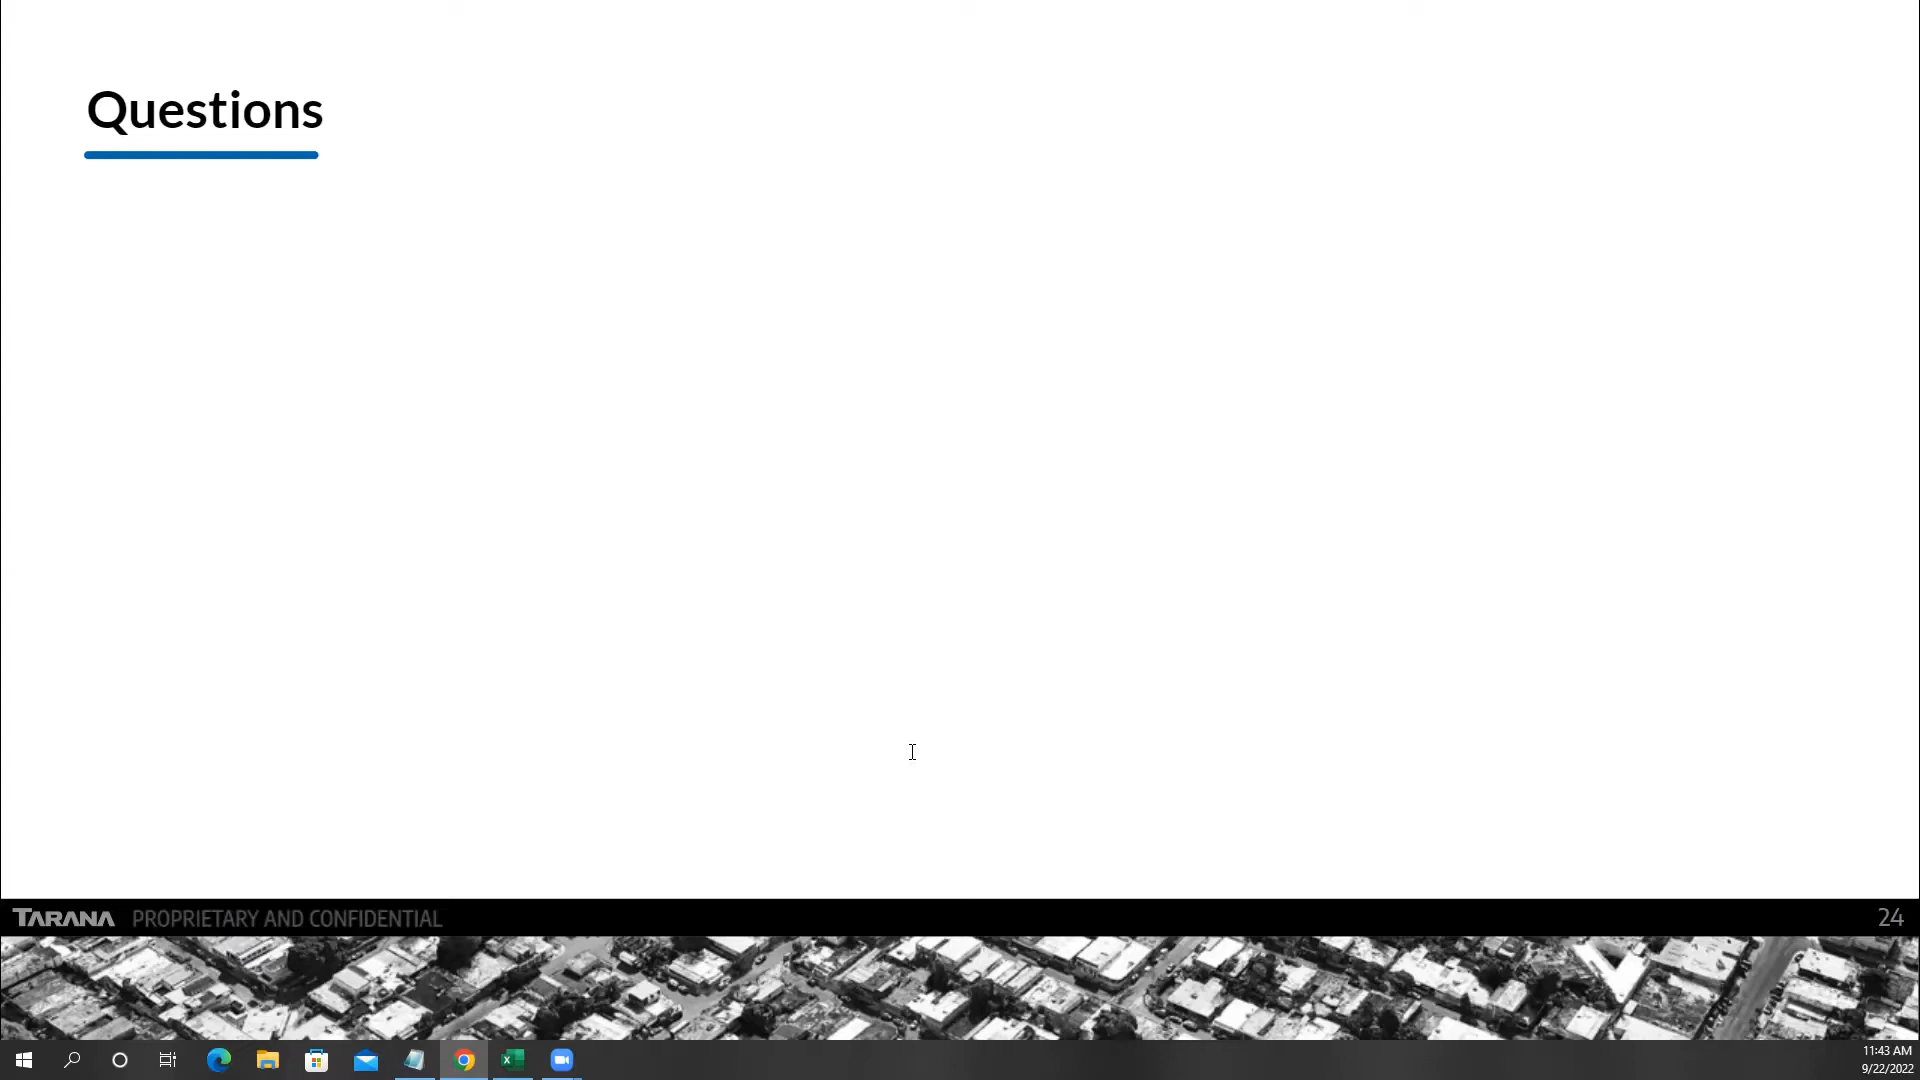 Questions
TARANA PROPRIETARY AND CONFIDENTIAL
24
11:43 AM
9/22/2022